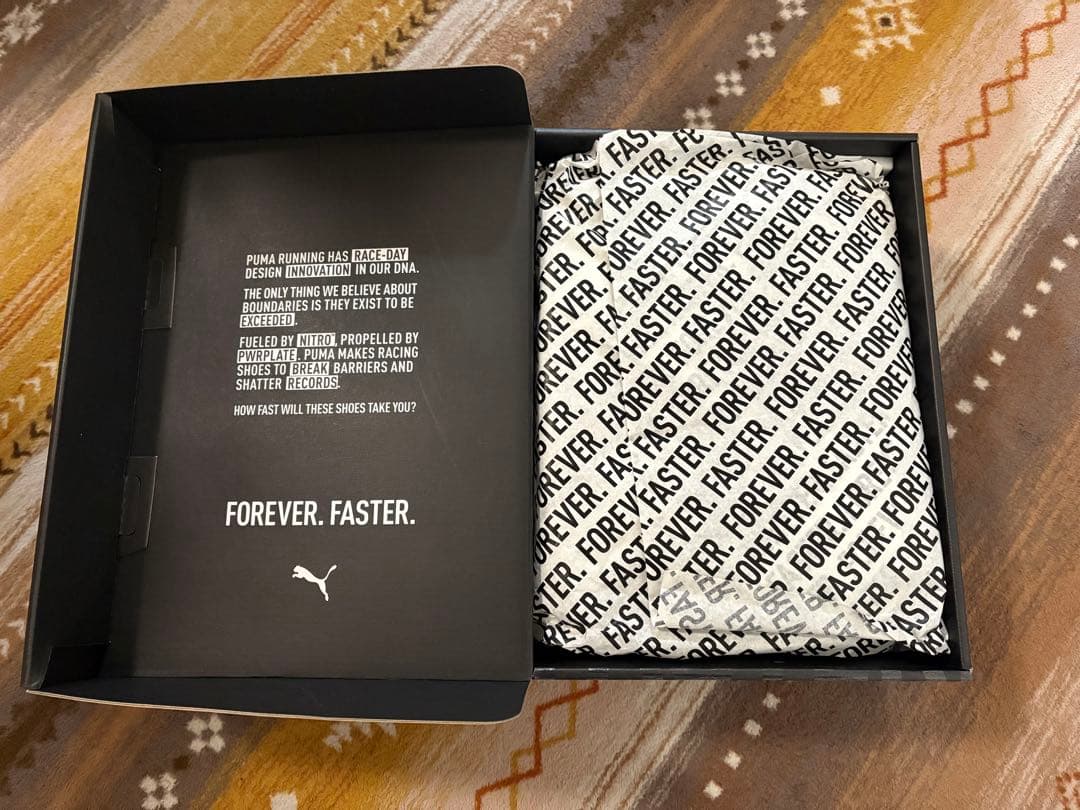 PUMA RUNNING HAS RACE-DAY
DESIGN INNOVATION IN OUR DNA.
THE ONLY THING WE BELIEVE ABOUT
BOUNDARIES IS THEY EXIST TO BE
EXCEEDED.
FUELED BY NITRO, PROPELLED BY
PWRPLATE, PUMA MAKES RACING
SHOES TO BREAK BARRIERS AND
SHATTER RECORDS.
HOW FAST WILL THESE SHOES TAKE YOU?
FOREVER. FASTER.
FASTER. FOREVER. FASTER. FOREVER.